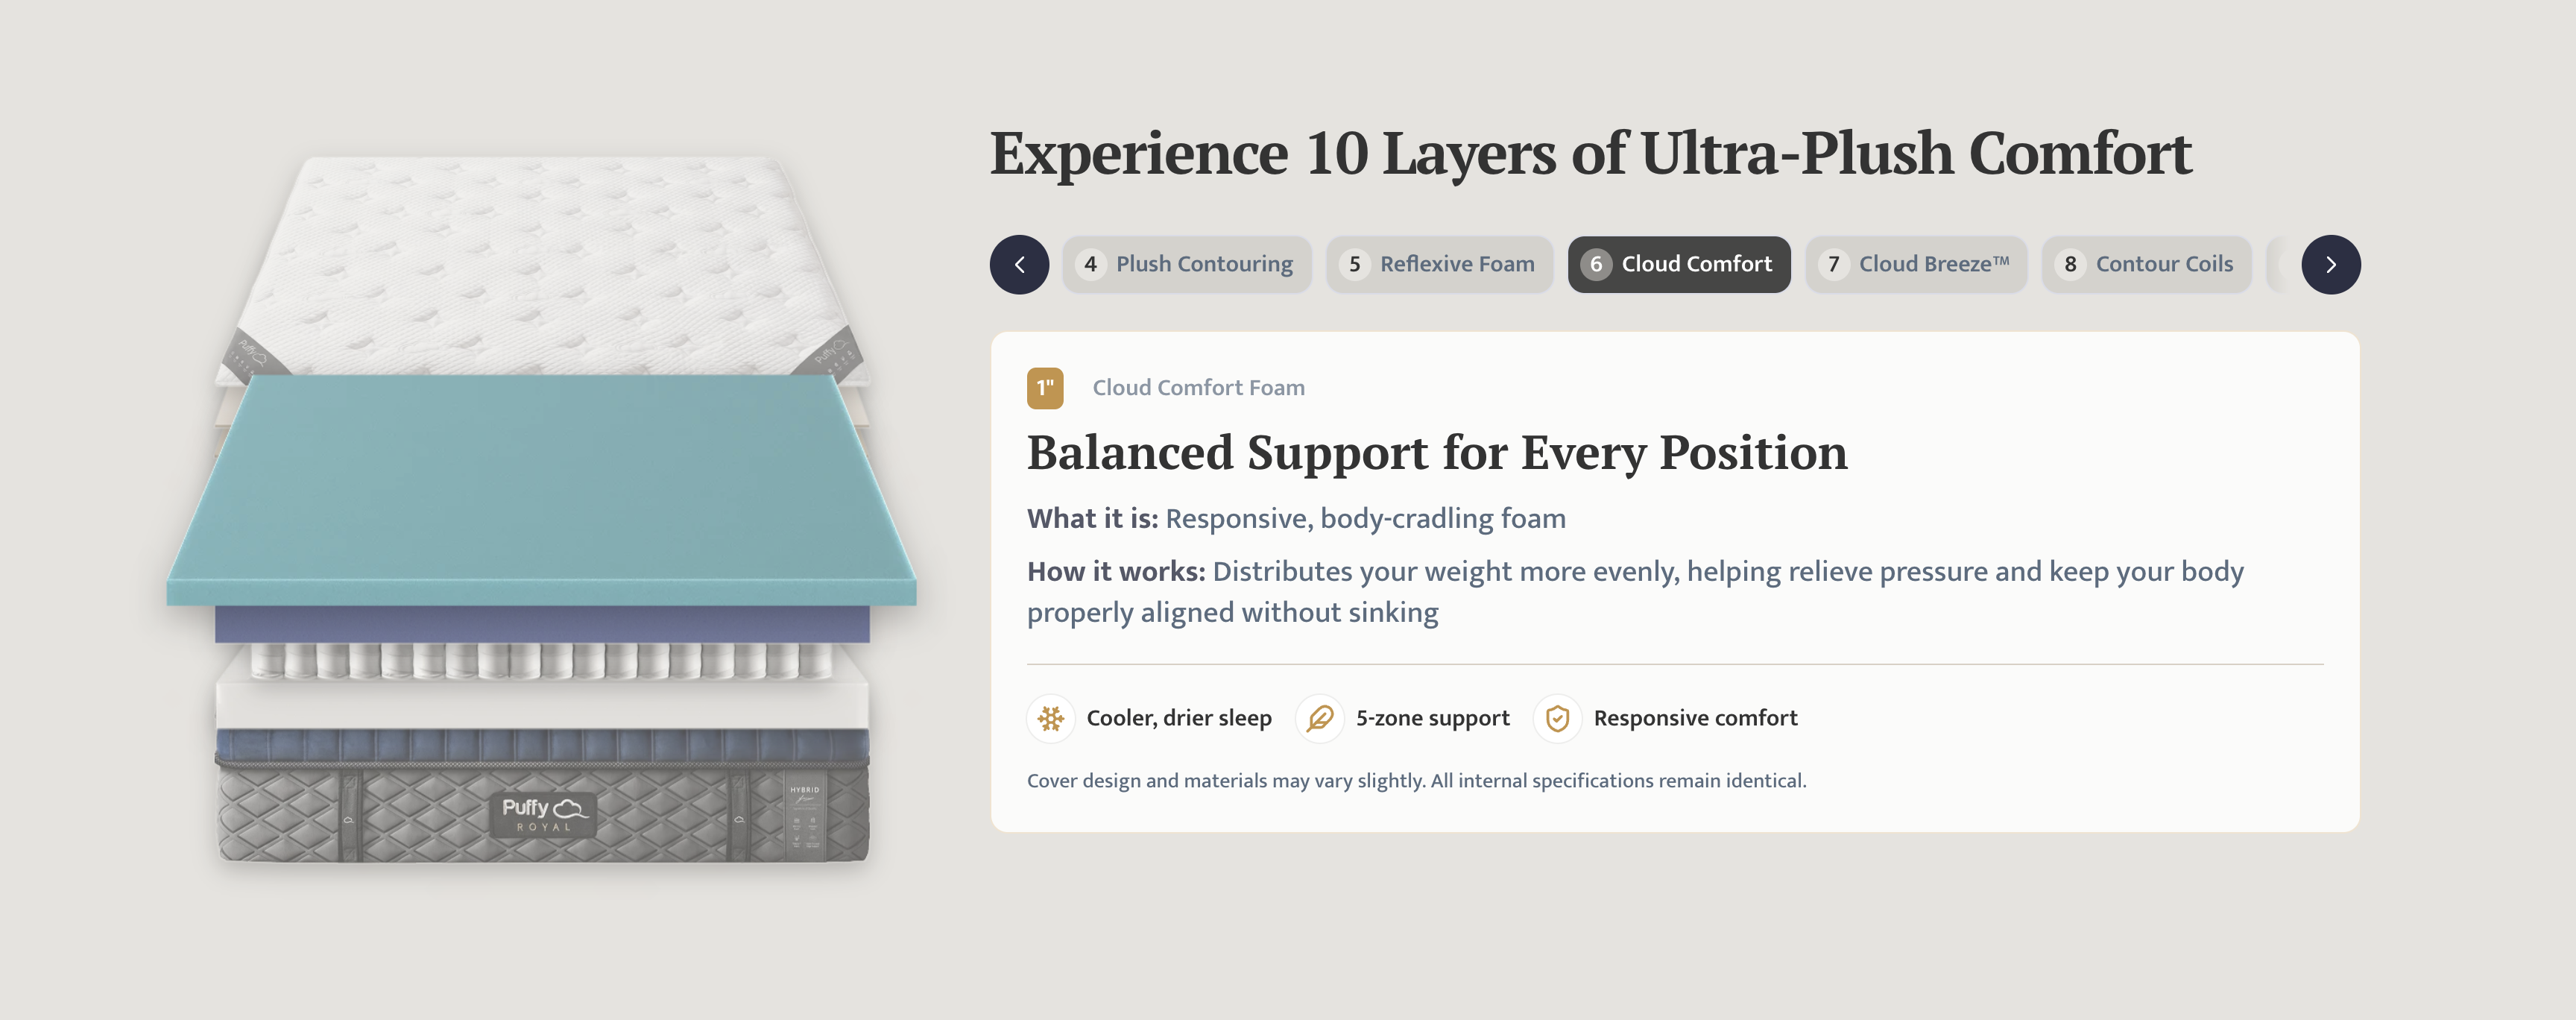 Experience 10 Layers of Ultra-Plush Comfort
4 Plush Contouring
5 Reflexive Foam
6 Cloud Comfort
7 Cloud Breeze™
8 Contour Coils
1" Cloud Comfort Foam
Balanced Support for Every Position
What it is: Responsive, body-cradling foam
How it works: Distributes your weight more evenly, helping relieve pressure and keep your body
properly aligned without sinking
Cooler, drier sleep
5-zone support
Responsive comfort
Cover design and materials may vary slightly. All internal specifications remain identical.
Puffy
Puffy
Puffy
ROYAL
HYBRID